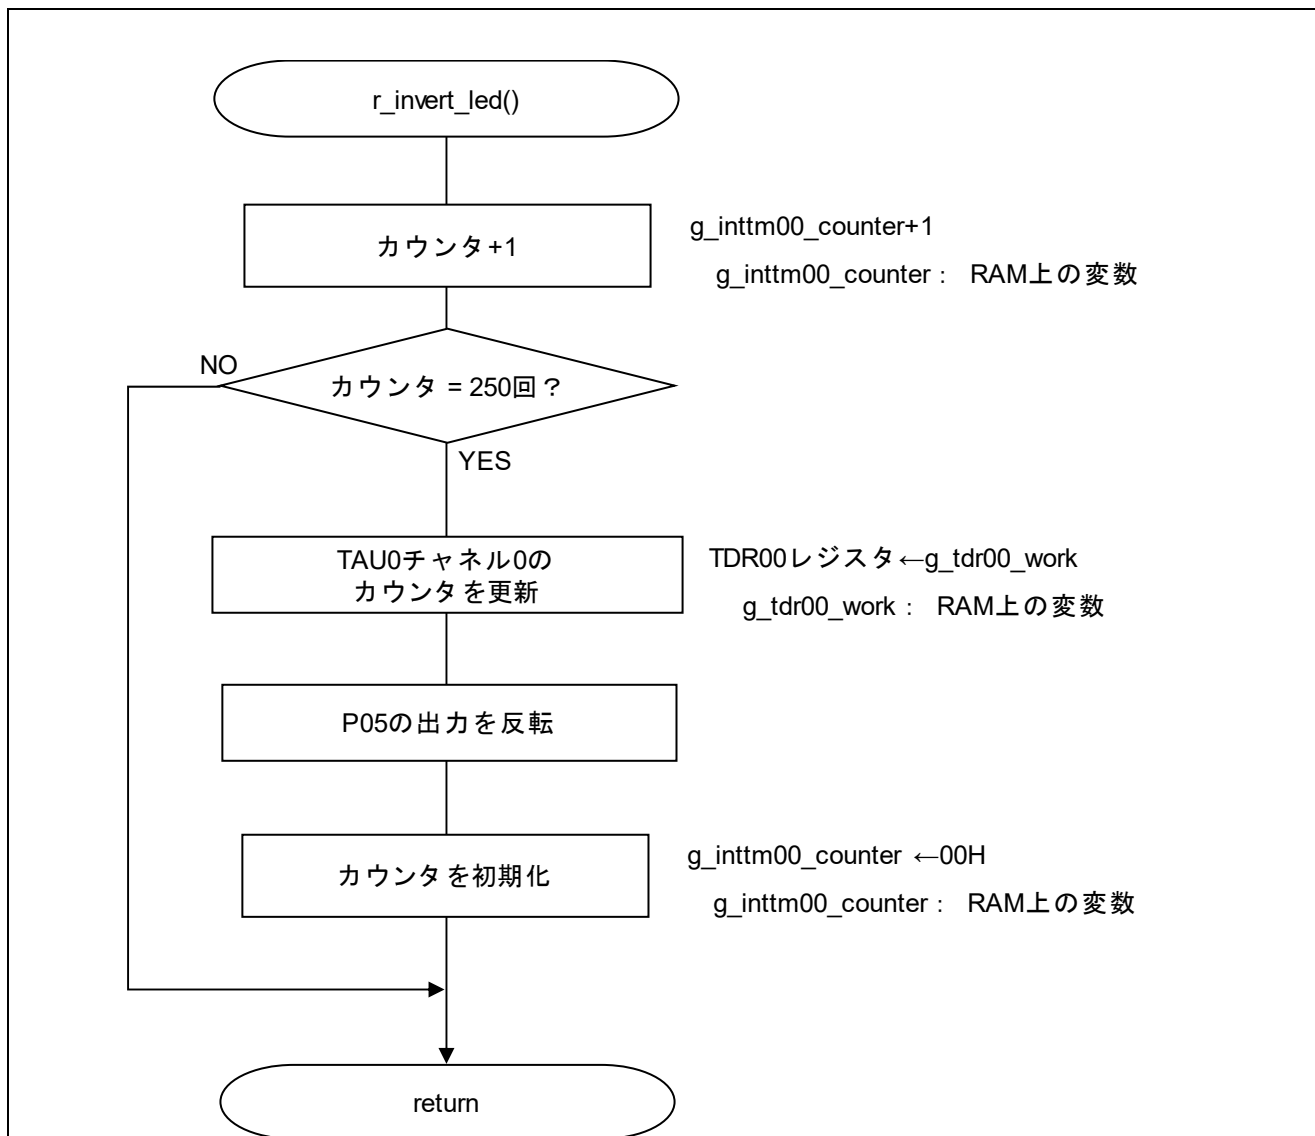 r_invert_led()
カウンタ+1
g_inttm00_counter+1
g_inttm00_counter： RAM上の変数
NO
カウンタ = 250回？
YES
TAU0チャネル0の
カウンタを更新
TDR00レジスタ←g_tdr00_work
g_tdr00_work： RAM上の変数
P05の出力を反転
カウンタを初期化
g_inttm00_counter ←00H
g_inttm00_counter： RAM上の変数
return